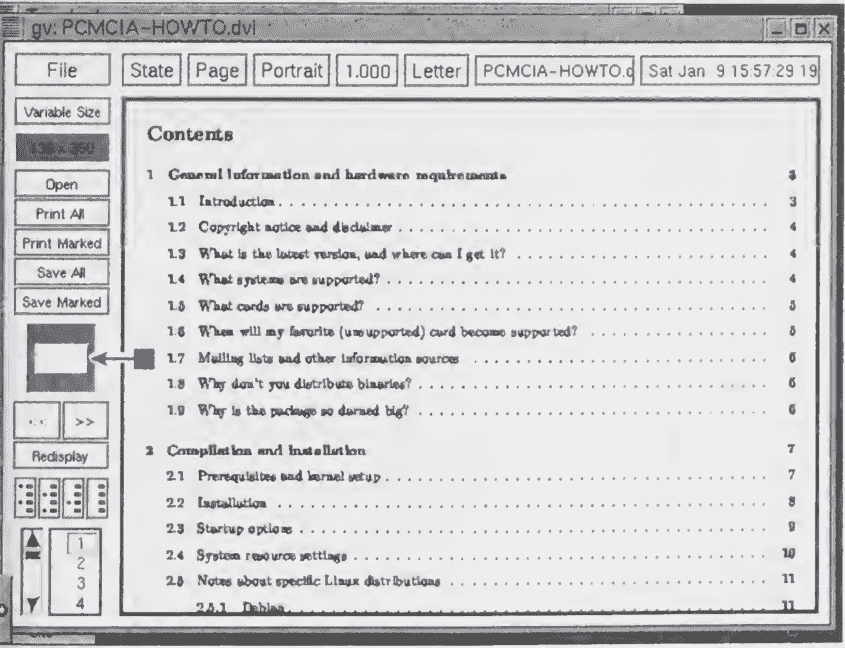 gv: PCMCIA-HOWTO.dvi
File State Page Portrait 1.000 Letter PCMCIA-HOWTO.d Sat Jan 9 15:57:29 19
Variable Size
Open
Print All
Print Marked
Save All
Save Marked
<< >>
Redisplay
1
2
3
4
Contents
1 General information and hardware requirements 3
1.1 Introduction . . . . . . . . . . 3
1.2 Copyright notice and disclaimer . . . . . . . . . . 4
1.3 What is the latest version, and where can I get it? . . . . . . . . . . 4
1.4 What systems are supported? . . . . . . . . . . 4
1.5 What cards are supported? . . . . . . . . . . 5
1.6 When will my favorite (unsupported) card become supported? . . . . . . . . . . 5
1.7 Mailing lists and other information sources . . . . . . . . . . 6
1.8 Why don't you distribute binaries? . . . . . . . . . . 6
1.9 Why is the package so darned big? . . . . . . . . . . 6
2 Compilation and installation 7
2.1 Prerequisites and kernel setup . . . . . . . . . . 7
2.2 Installation . . . . . . . . . . 8
2.3 Startup options . . . . . . . . . . 9
2.4 System resource settings . . . . . . . . . . 10
2.5 Notes about specific Linux distributions . . . . . . . . . . 11
2.5.1 Debian . . . . . . . . . . 11